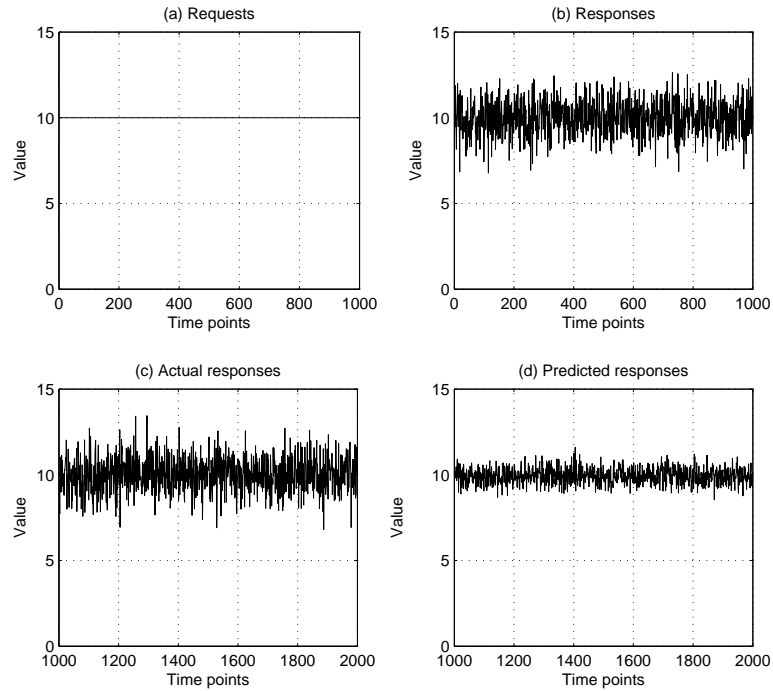 (a) Requests
15
10
5
0
Value
0 200 400 600 800 1000
Time points
(b) Responses
15
10
5
0
Value
0 200 400 600 800 1000
Time points
(c) Actual responses
15
10
5
0
Value
1000 1200 1400 1600 1800 2000
Time points
(d) Predicted responses
15
10
5
0
Value
1000 1200 1400 1600 1800 2000
Time points